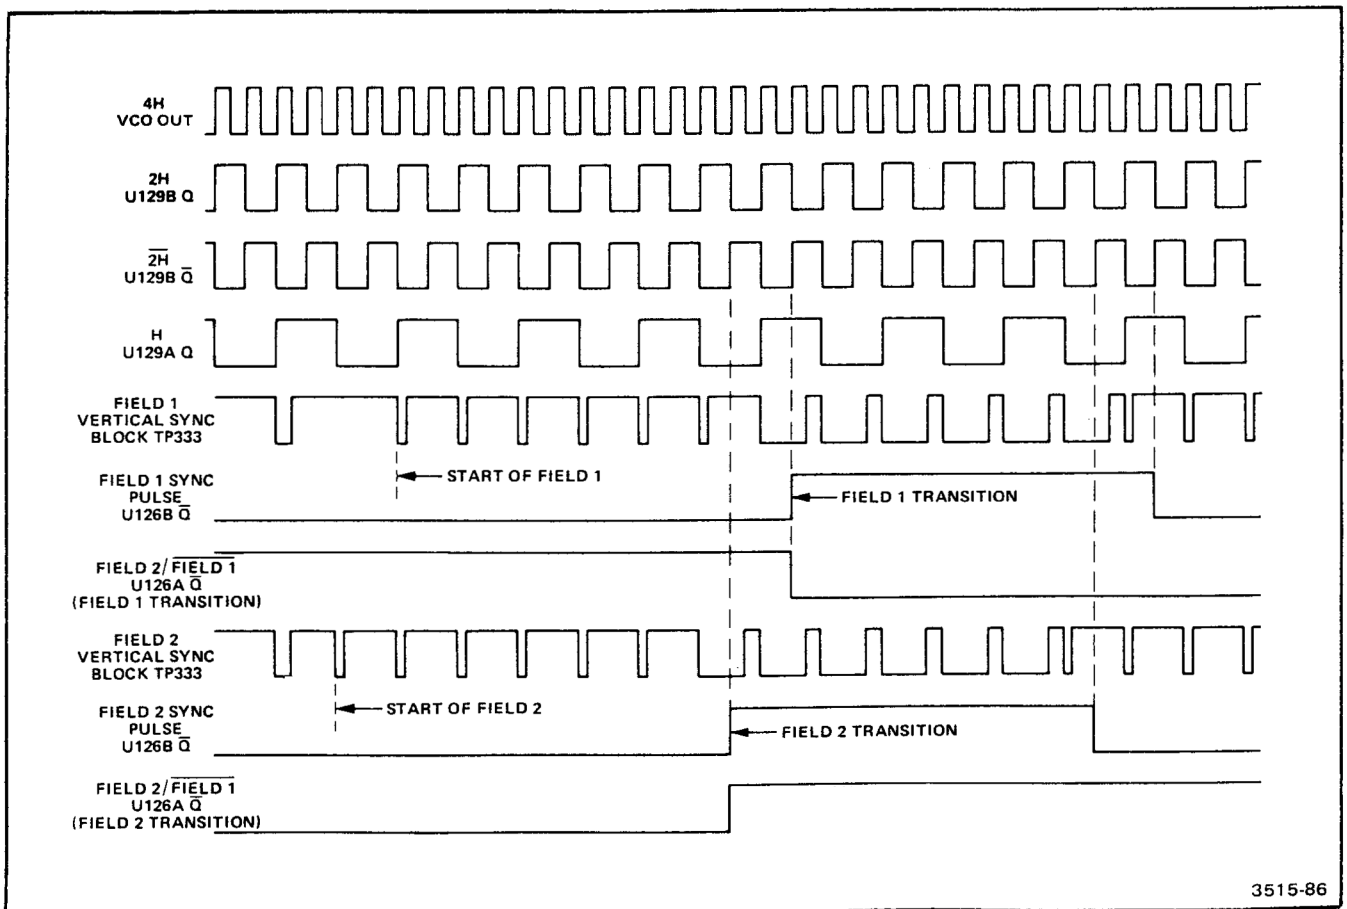 4H
VCO OUT
2H
U129B Q
2̅H̅
U129B Q̅
H
U129A Q
FIELD 1
VERTICAL SYNC
BLOCK TP333
START OF FIELD 1
FIELD 1 SYNC
PULSE
U126B Q̅
FIELD 1 TRANSITION
FIELD 2/F̅I̅E̅L̅D̅ ̅1̅
U126A Q̅
(FIELD 1 TRANSITION)
FIELD 2
VERTICAL SYNC
BLOCK TP333
START OF FIELD 2
FIELD 2 SYNC
PULSE
U126B Q̅
FIELD 2 TRANSITION
FIELD 2/F̅I̅E̅L̅D̅ ̅1̅
U126A Q̅
(FIELD 2 TRANSITION)
3515-86